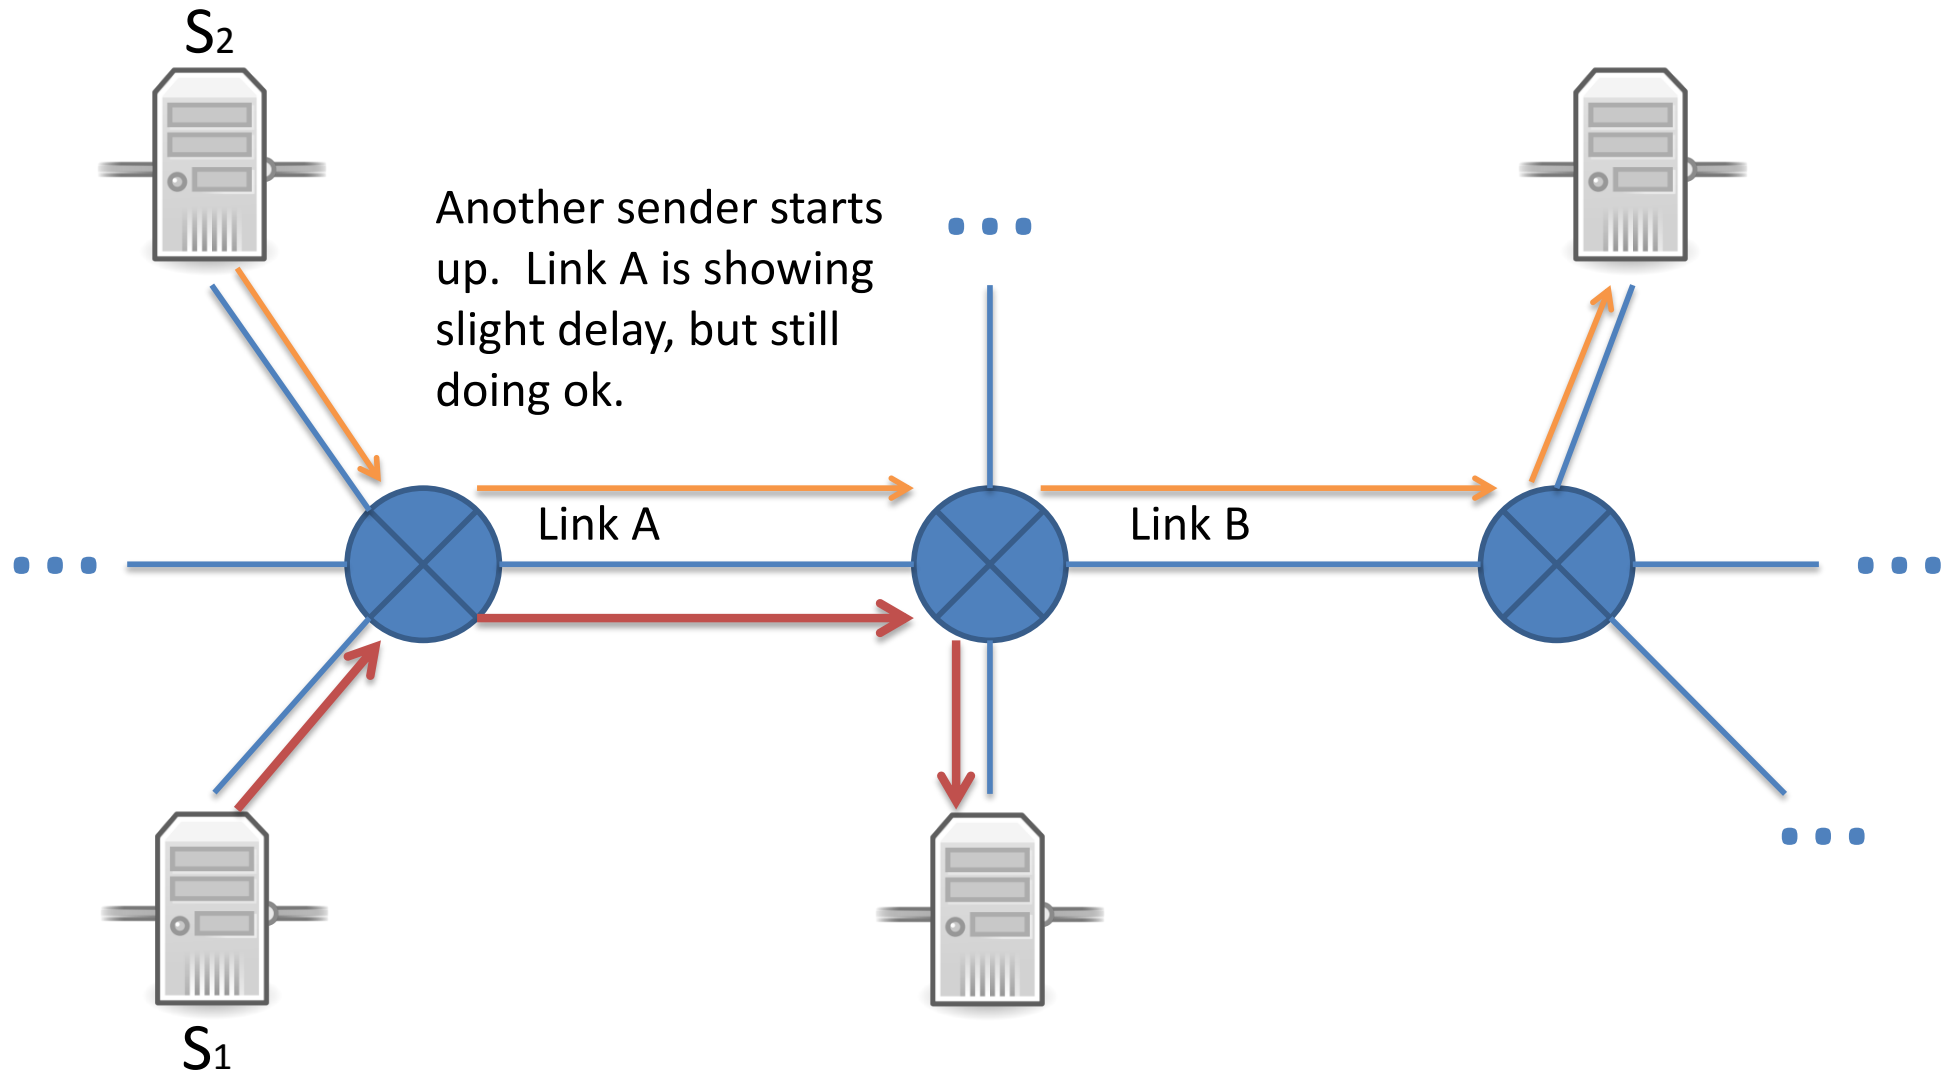 S2
Another sender starts
up.  Link A is showing
slight delay, but still
doing ok.
Link A
Link B
S1